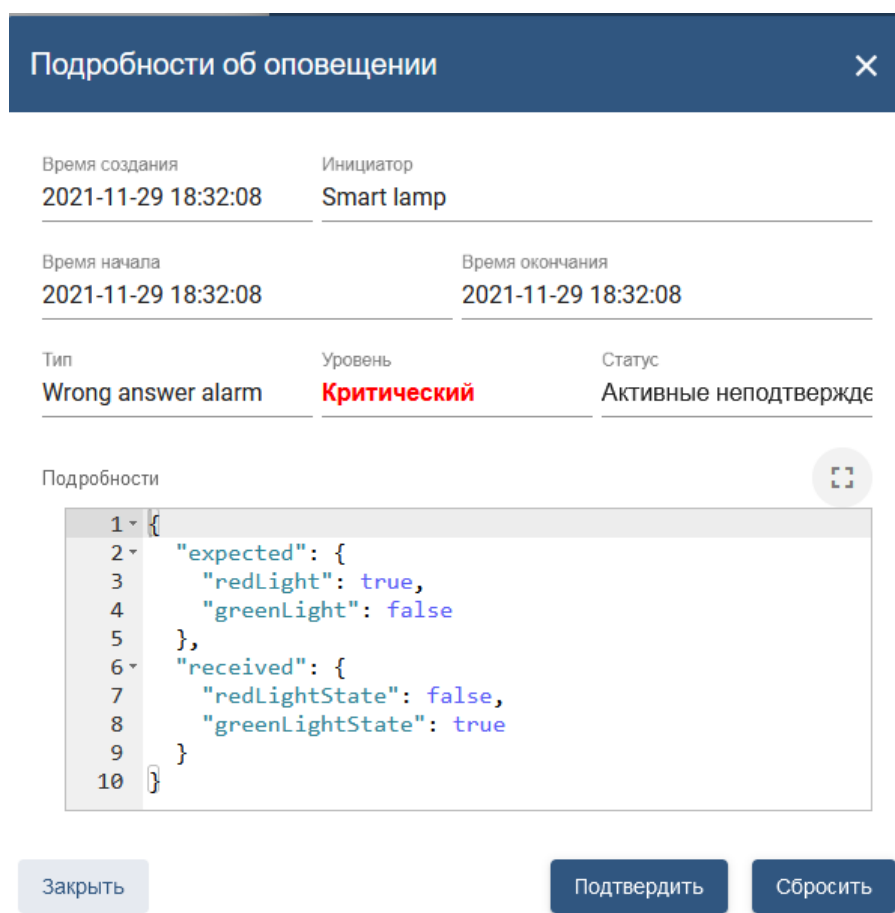 Подробности об оповещении
Время создания Инициатор
2021-11-29 18:32:08 Smart lamp
Время начала Время окончания
2021-11-29 18:32:08 2021-11-29 18:32:08
Тип Уровень Статус
Wrong answer alarm Критический Активные неподтвержде
Подробности
1 {
2 "expected": {
3 "redLight": true,
4 "greenLight": false
5 },
6 "received": {
7 "redLightState": false,
8 "greenLightState": true
9 }
10 }
Закрыть Подтвердить Сбросить